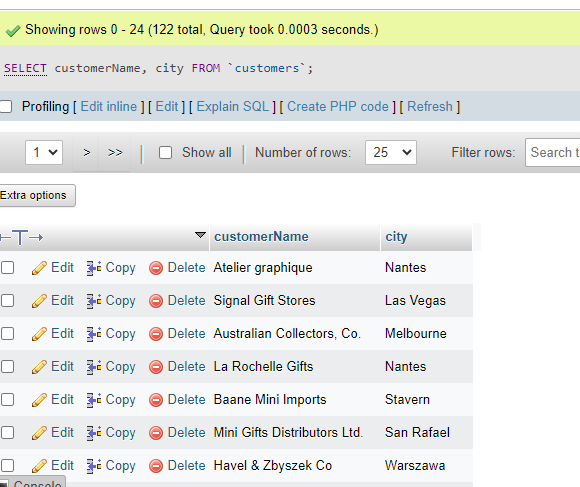 Showing rows 0 - 24 (122 total, Query took 0.0003 seconds.)
SELECT customerName, city FROM `customers`;
Profiling [ Edit inline ] [ Edit ] [ Explain SQL ] [ Create PHP code ] [ Refresh ]
1 > >> | Show all | Number of rows: 25 Filter rows: Search t
Extra options
customerName city
Edit Copy Delete Atelier graphique Nantes
Edit Copy Delete Signal Gift Stores Las Vegas
Edit Copy Delete Australian Collectors, Co. Melbourne
Edit Copy Delete La Rochelle Gifts Nantes
Edit Copy Delete Baane Mini Imports Stavern
Edit Copy Delete Mini Gifts Distributors Ltd. San Rafael
Edit Copy Delete Havel & Zbyszek Co Warszawa
Console